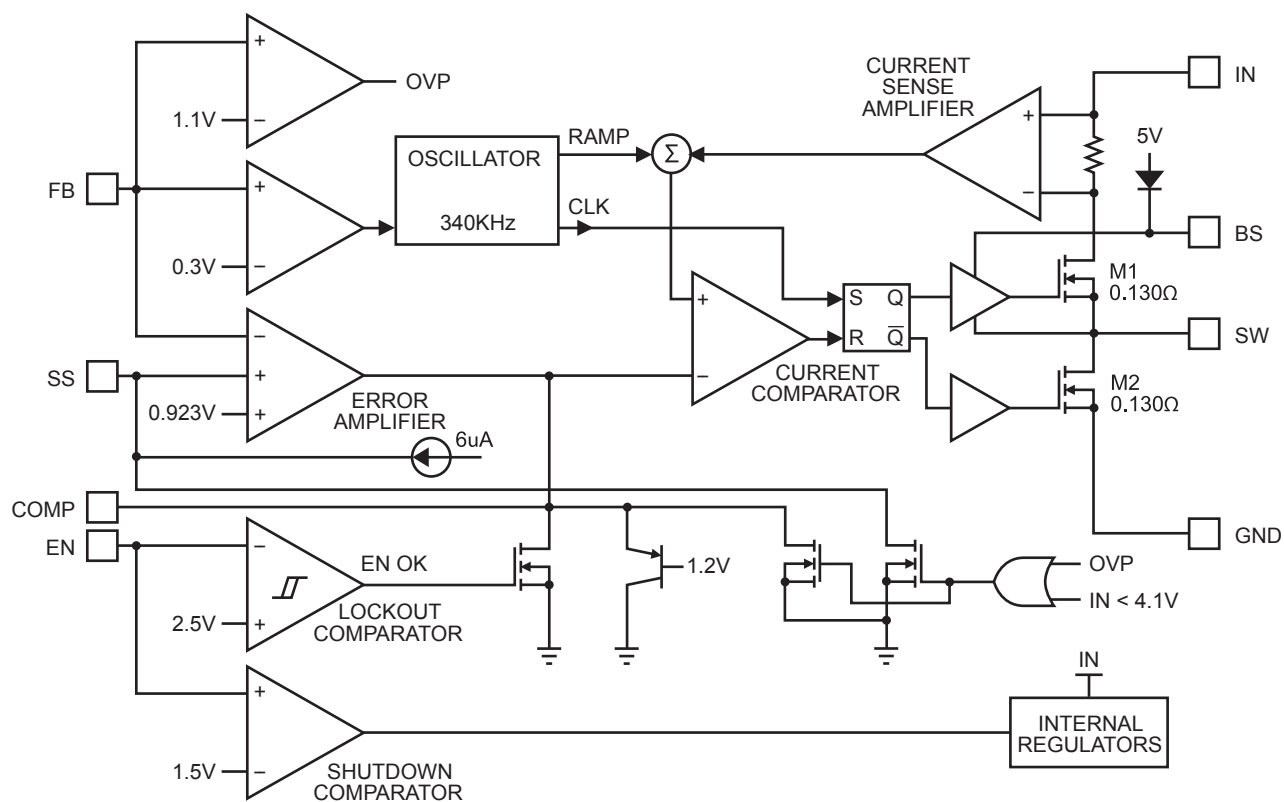 +
OVP
1.1V
−
CURRENT
SENSE
AMPLIFIER
IN
+
5V
RAMP
OSCILLATOR
Σ
FB
+
−
340KHz
CLK
BS
0.3V
−
M1
0.130Ω
+
S Q
R Q̅
SW
−
SS
+
−
CURRENT
COMPARATOR
M2
0.130Ω
0.923V
+
ERROR
AMPLIFIER
6uA
COMP
EN
−
EN OK
1.2V
GND
OVP
IN < 4.1V
2.5V
+
LOCKOUT
COMPARATOR
IN
+
INTERNAL
REGULATORS
1.5V
−
SHUTDOWN
COMPARATOR